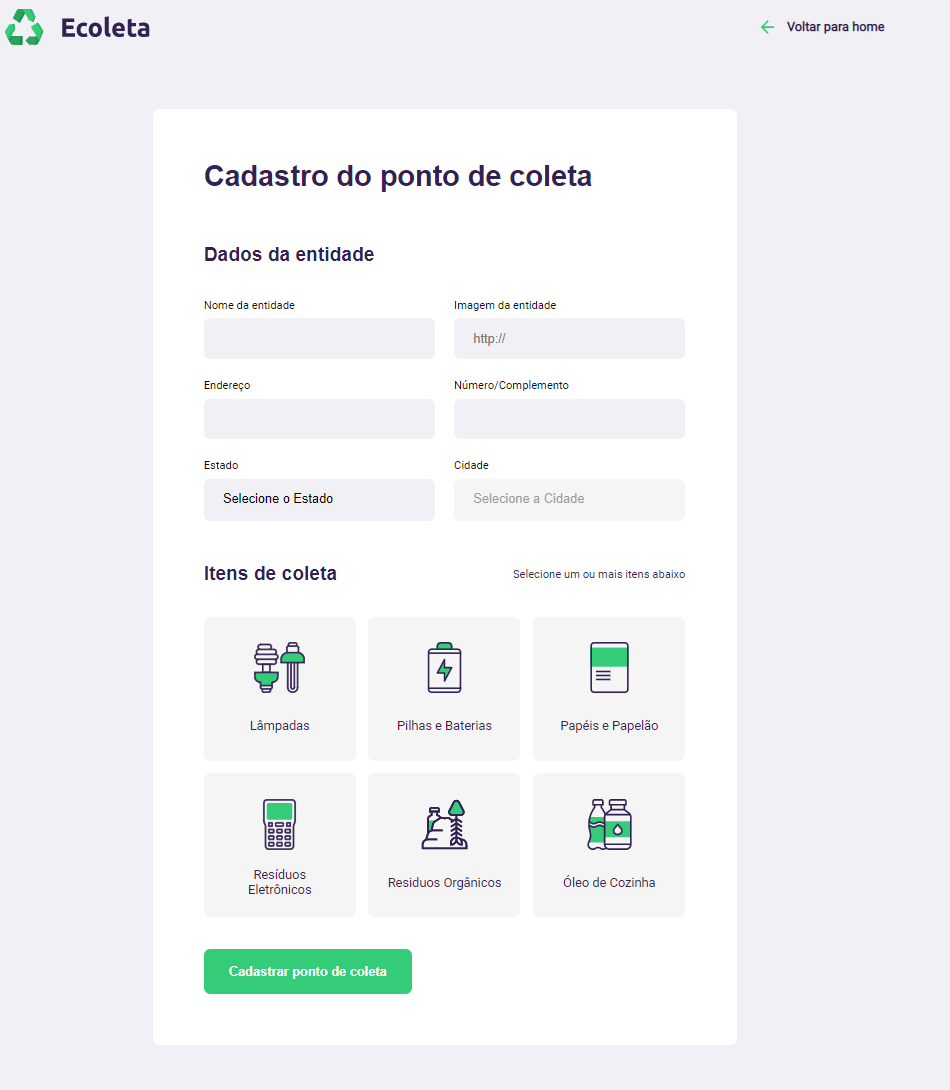 Ecoleta
Voltar para home
Cadastro do ponto de coleta
Dados da entidade
Nome da entidade
Imagem da entidade
http://
Endereço
Número/Complemento
Estado
Cidade
Selecione o Estado
Selecione a Cidade
Itens de coleta
Selecione um ou mais itens abaixo
Lâmpadas
Pilhas e Baterias
Papéis e Papelão
Resíduos
Eletrônicos
Residuos Orgânicos
Óleo de Cozinha
Cadastrar ponto de coleta